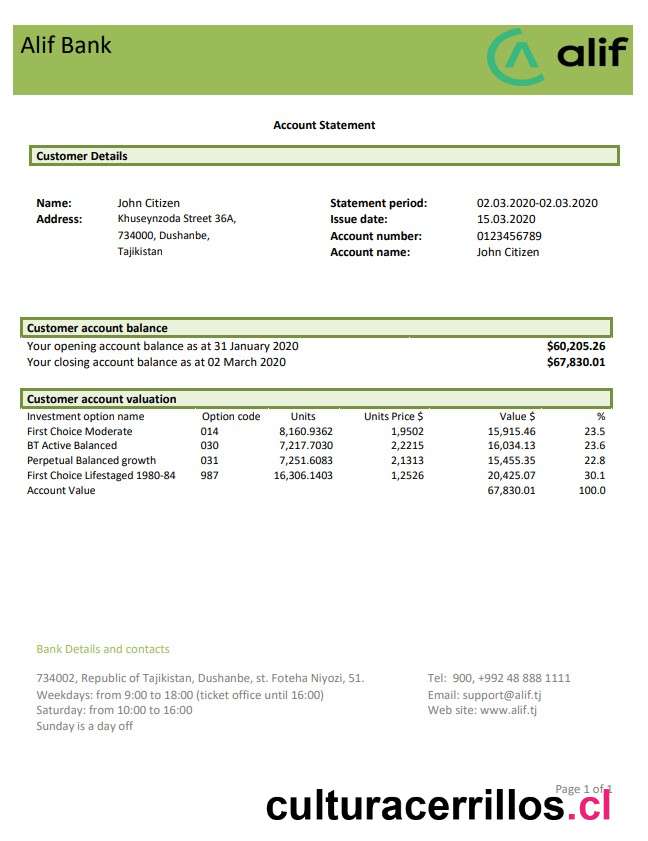 Alif Bank
alif
Account Statement
Customer Details
Name: John Citizen Statement period: 02.03.2020-02.03.2020
Address: Khuseynzoda Street 36A, Issue date: 15.03.2020
734000, Dushanbe, Account number: 0123456789
Tajikistan Account name: John Citizen
Customer account balance
Your opening account balance as at 31 January 2020 $60,205.26
Your closing account balance as at 02 March 2020 $67,830.01
Customer account valuation
Investment option name Option code Units Units Price $ Value $ %
First Choice Moderate 014 8,160.9362 1,9502 15,915.46 23.5
BT Active Balanced 030 7,217.7030 2,2215 16,034.13 23.6
Perpetual Balanced growth 031 7,251.6083 2,1313 15,455.35 22.8
First Choice Lifestaged 1980-84 987 16,306.1403 1,2526 20,425.07 30.1
Account Value 67,830.01 100.0
Bank Details and contacts
734002, Republic of Tajikistan, Dushanbe, st. Foteha Niyozi, 51. Tel: 900, +992 48 888 1111
Weekdays: from 9:00 to 18:00 (ticket office until 16:00) Email: support@alif.tj
Saturday: from 10:00 to 16:00 Web site: www.alif.tj
Sunday is a day off
Page 1 of 1
culturacerrillos.cl